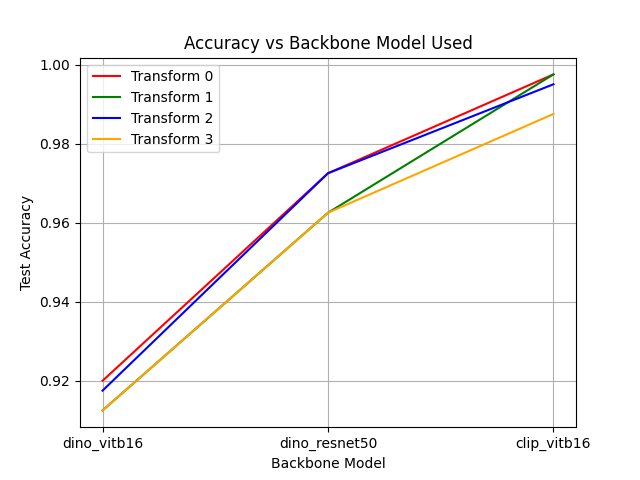 Accuracy vs Backbone Model Used
Transform 0
Transform 1
Transform 2
Transform 3
Test Accuracy
1.00
0.98
0.96
0.94
0.92
dino_vitb16
dino_resnet50
clip_vitb16
Backbone Model